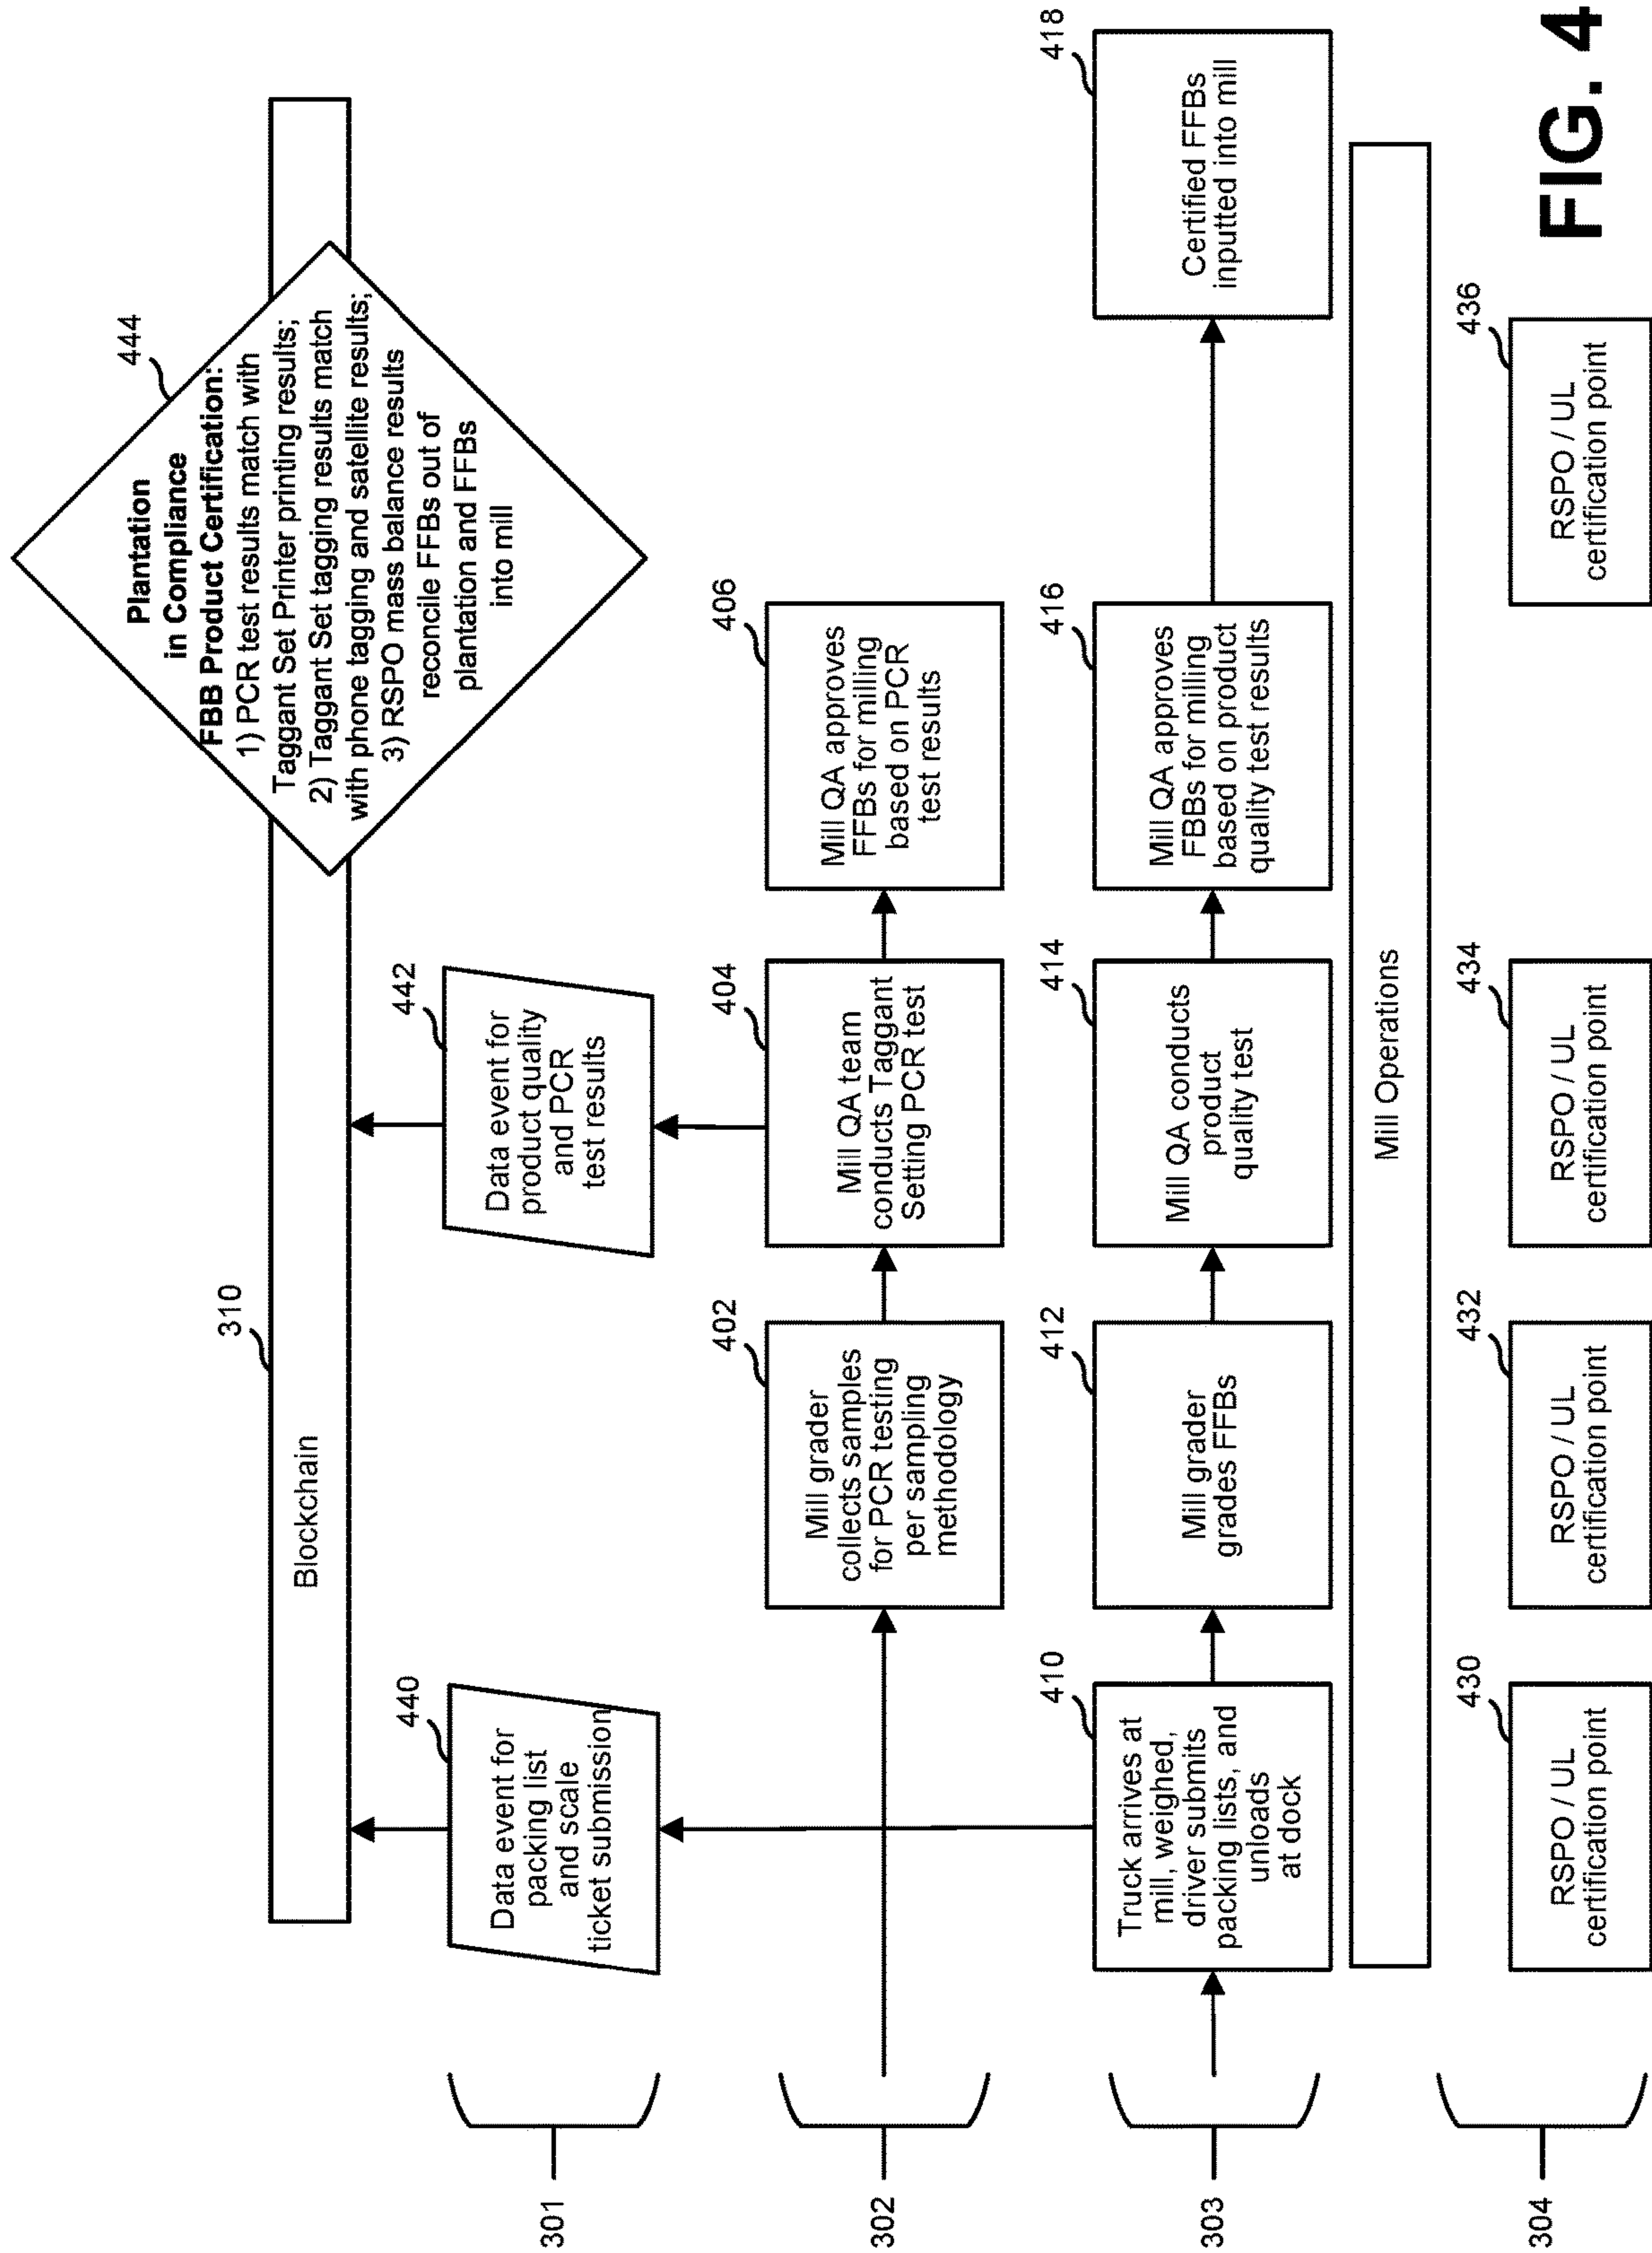 310
Blockchain
444
Plantation
in Compliance
FBB Product Certification:
1) PCR test results match with
Taggant Set Printer printing results;
2) Taggant Set tagging results match
with phone tagging and satellite results;
3) RSPO mass balance results
reconcile FFBs out of
plantation and FFBs
into mill
301
440
Data event for
packing list
and scale
ticket submission
442
Data event for
product quality
and PCR
test results
302
402
Mill grader
collects samples
for PCR testing
per sampling
methodology
404
Mill QA team
conducts Taggant
Setting PCR test
406
Mill QA approves
FFBs for milling
based on PCR
test results
303
410
Truck arrives at
mill, weighed,
driver submits
packing lists, and
unloads
at dock
412
Mill grader
grades FFBs
414
Mill QA conducts
product
quality test
416
Mill QA approves
FBBs for milling
based on product
quality test results
418
Certified FFBs
inputted into mill
Mill Operations
304
430
RSPO / UL
certification point
432
RSPO / UL
certification point
434
RSPO / UL
certification point
436
RSPO / UL
certification point
FIG. 4